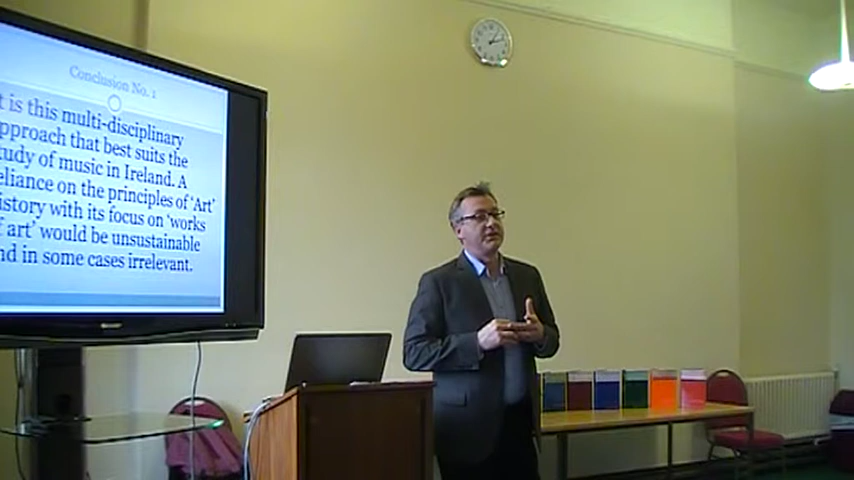 Conclusion No. 1
t is this multi-disciplinary
pproach that best suits the
tudy of music in Ireland. A
eliance on the principles of ‘Art’
istory with its focus on ‘works
f art’ would be unsustainable
nd in some cases irrelevant.